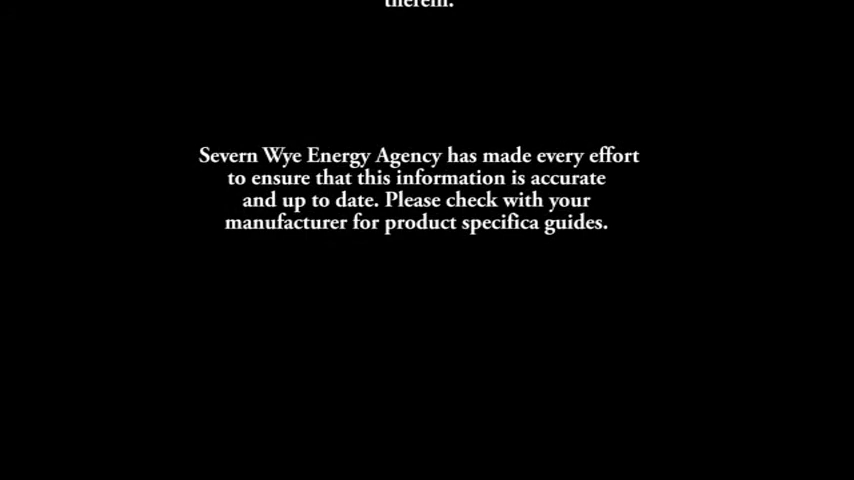 therein.
Severn Wye Energy Agency has made every effort
to ensure that this information is accurate
and up to date. Please check with your
manufacturer for product specifica guides.